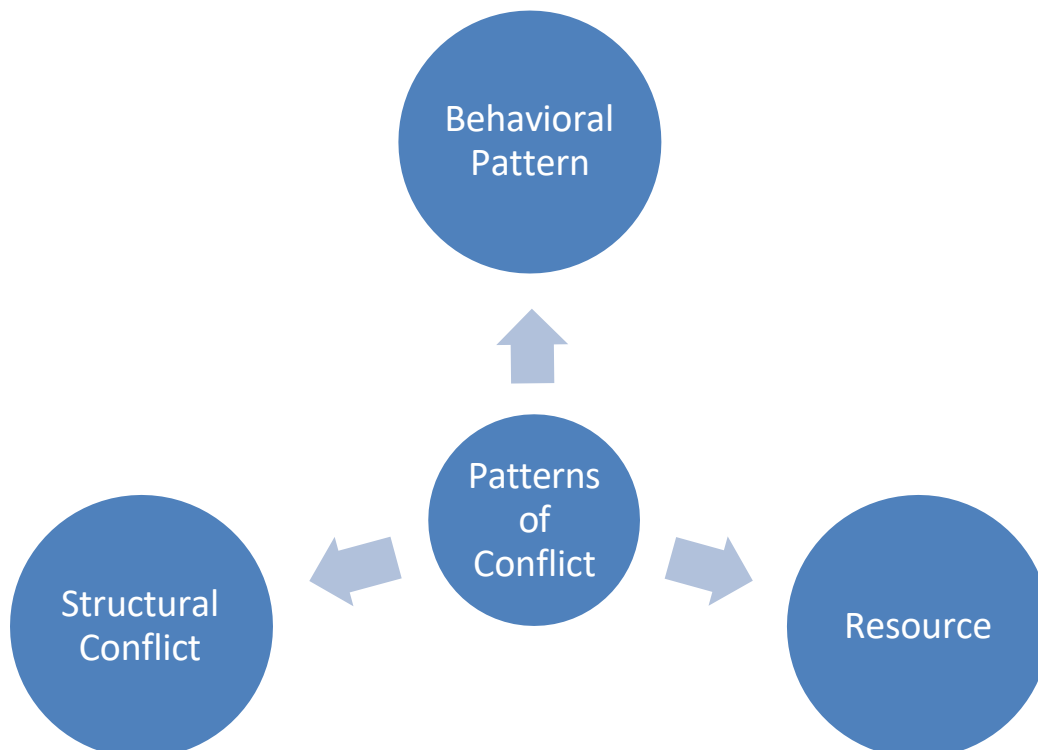 Behavioral
Pattern
Patterns
of
Conflict
Structural
Conflict
Resource